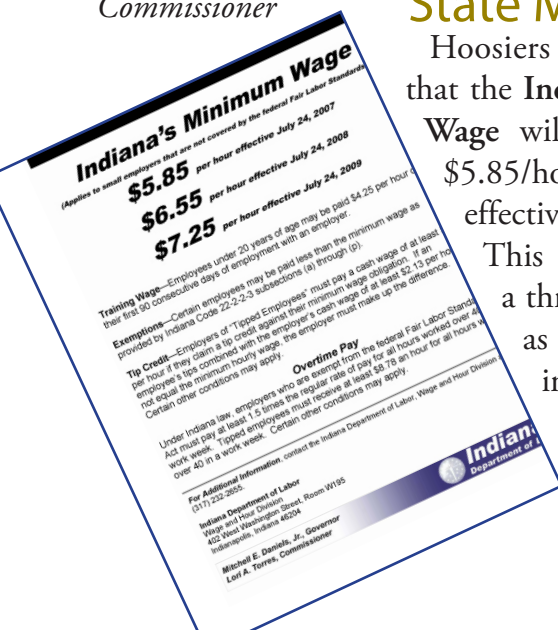 Commissioner
State M
Hoosiers
that the Ind
Wage wil
$5.85/ho
effectiv
This
a thr
as
in
Indiana's Minimum Wage
(Applies to small employers that are not covered by the federal Fair Labor Standards
$5.85 per hour effective July 24, 2007
$6.55 per hour effective July 24, 2008
$7.25 per hour effective July 24, 2009
Training Wage—Employees under 20 years of age may be paid $4.25 per hour
their first 90 consecutive days of employment with an employer.
Exemptions—Certain employees may be paid less than the minimum wage as
provided by Indiana Code 22-2-2-3 subsections (a) through (p).
Tip Credit—Employers of "Tipped Employees" must pay a cash wage of at least
per hour if they claim a tip credit against their minimum wage obligation. If an
employee's tips combined with the employer's cash wage of at least $2.13 per ho
not equal the minimum hourly wage, the employer must make up the difference.
Certain other conditions may apply.
Overtime Pay
Under Indiana law, employers who are exempt from the federal Fair Labor Standa
Act must pay at least 1.5 times the regular rate of pay for all hours worked over 4
work week. Tipped employees must receive at least $8.78 an hour for all hours w
over 40 in a work week. Certain other conditions may apply.
For Additional Information, contact the Indiana Department of Labor, Wage and Hour Division
(317) 232-2655.
Indiana Department of Labor
Wage and Hour Division
402 West Washington Street, Room W195
Indianapolis, Indiana 46204
Mitchell E. Daniels, Jr., Governor
Lori A. Torres, Commissioner
Indian
Department of L